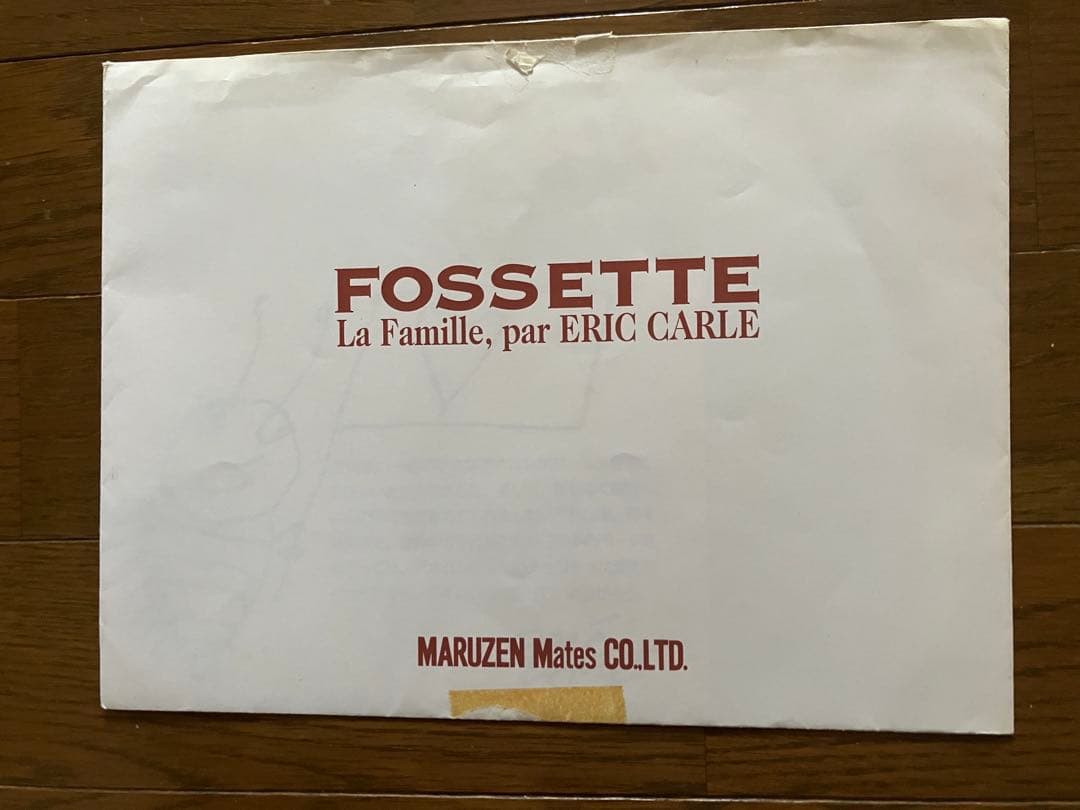 FOSSETTE
La Famille, par ERIC CARLE
MARUZEN Mates CO.,LTD.